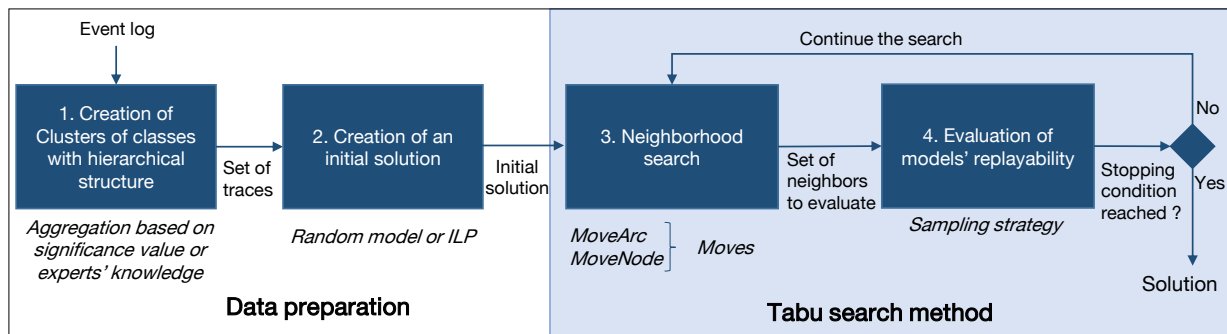 Event log
1. Creation of
Clusters of classes
with hierarchical
structure
Aggregation based on
significance value or
experts' knowledge
Set of
traces
2. Creation of an
initial solution
Random model or ILP
Initial
solution
Data preparation
Continue the search
3. Neighborhood
search
MoveArc
MoveNode
Moves
Set of
neighbors
to evaluate
4. Evaluation of
models' replayability
Sampling strategy
Stopping
condition
reached ?
No
Yes
Solution
Tabu search method